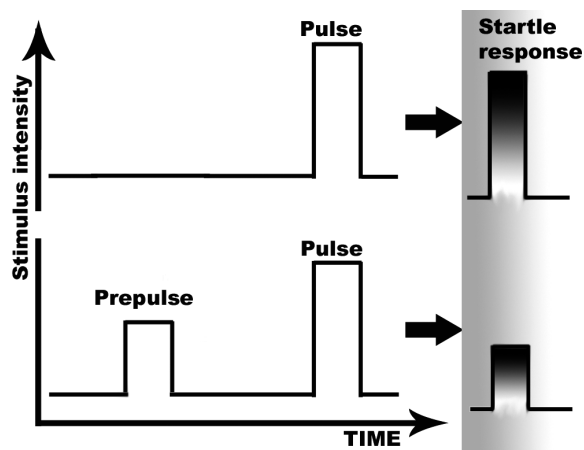 Pulse
Startle
response
Stimulus intensity
Pulse
Prepulse
TIME